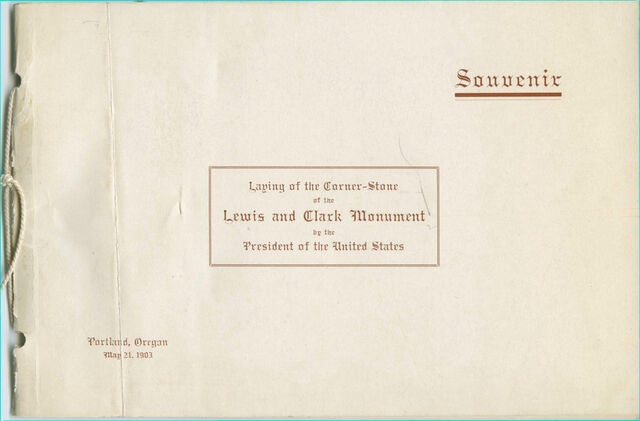 Souvenir
Laying of the Corner-Stone
of the
Lewis and Clark Monument
by the
President of the United States
Portland, Oregon
May 21, 1903